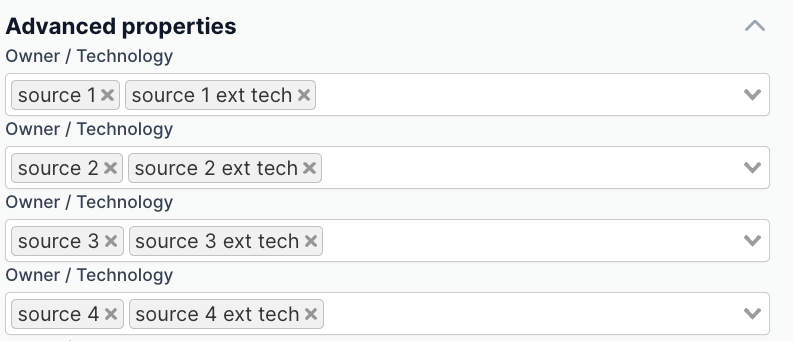 Advanced properties
Owner / Technology
source 1 source 1 ext tech
Owner / Technology
source 2 source 2 ext tech
Owner / Technology
source 3 source 3 ext tech
Owner / Technology
source 4 source 4 ext tech